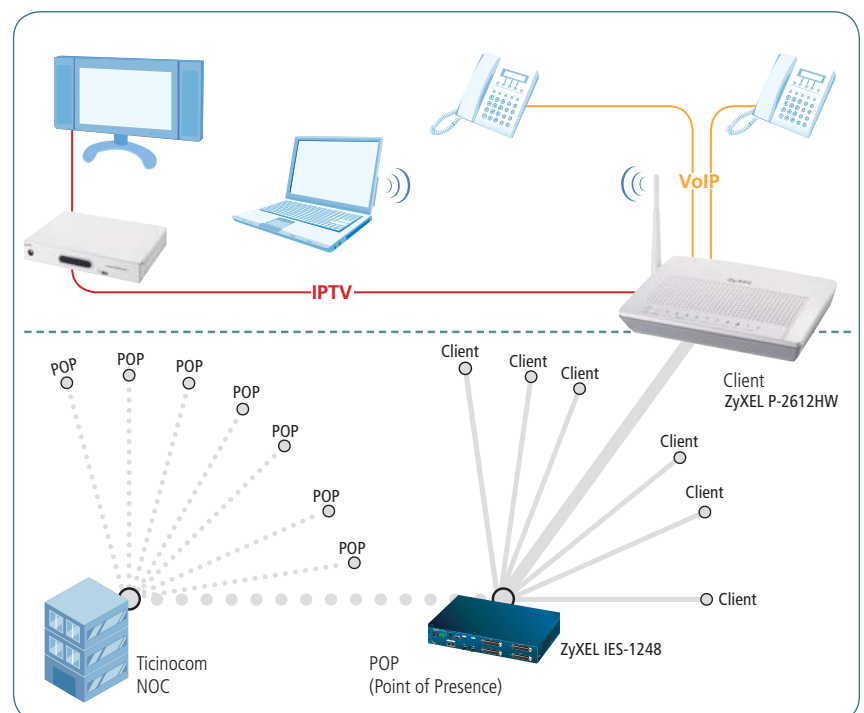 VoIP
IPTV
ZyXEL
POP
POP
POP
POP
POP
POP
POP
Client
Client
Client
Client
ZyXEL P-2612HW
Client
Client
Client
Ticinocom
NOC
POP
(Point of Presence)
ZyXEL IES-1248